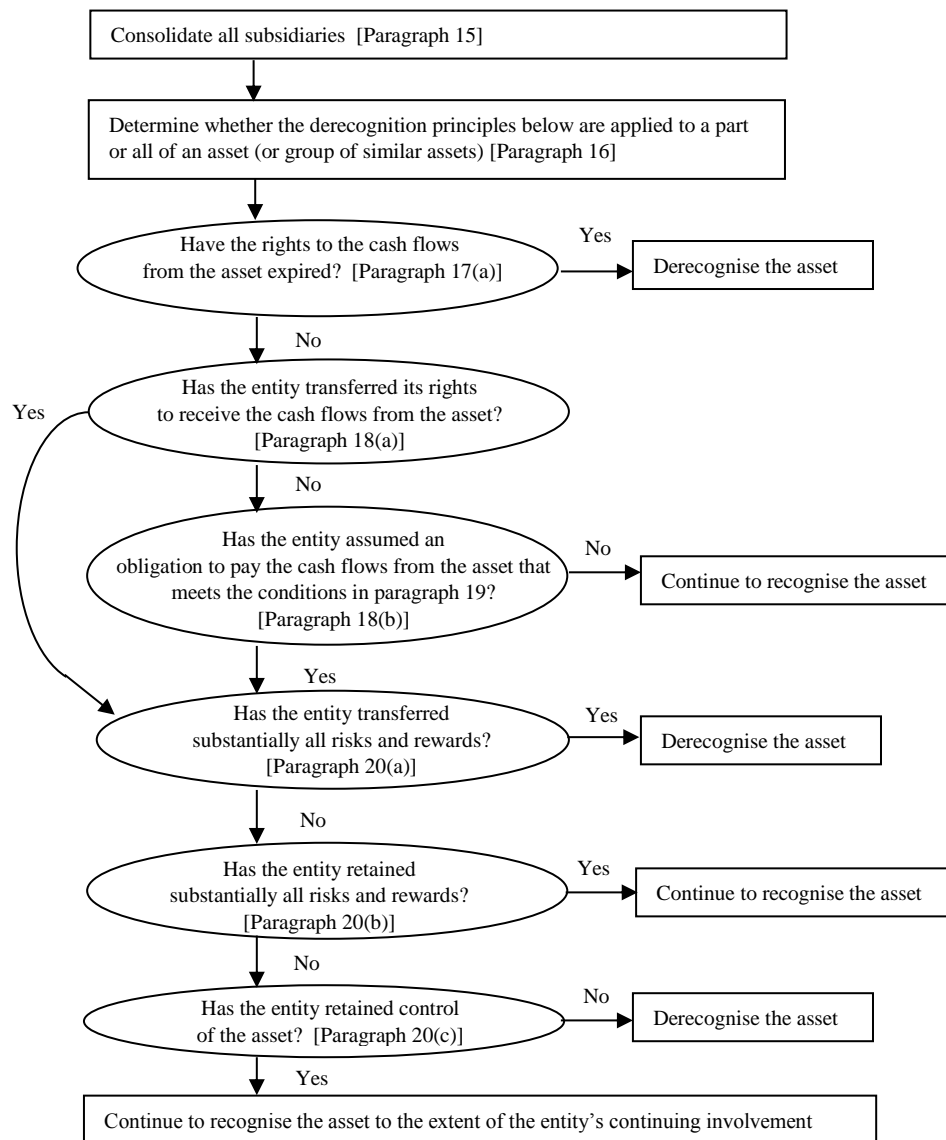 Consolidate all subsidiaries  [Paragraph 15]
Determine whether the derecognition principles below are applied to a part
or all of an asset (or group of similar assets) [Paragraph 16]
Have the rights to the cash flows
from the asset expired?  [Paragraph 17(a)]
Yes
Derecognise the asset
No
Has the entity transferred its rights
to receive the cash flows from the asset?
[Paragraph 18(a)]
Yes
No
Has the entity assumed an
obligation to pay the cash flows from the asset that
meets the conditions in paragraph 19?
[Paragraph 18(b)]
No
Continue to recognise the asset
Yes
Has the entity transferred
substantially all risks and rewards?
[Paragraph 20(a)]
Yes
Derecognise the asset
No
Has the entity retained
substantially all risks and rewards?
[Paragraph 20(b)]
Yes
Continue to recognise the asset
No
Has the entity retained control
of the asset?  [Paragraph 20(c)]
No
Derecognise the asset
Yes
Continue to recognise the asset to the extent of the entity’s continuing involvement